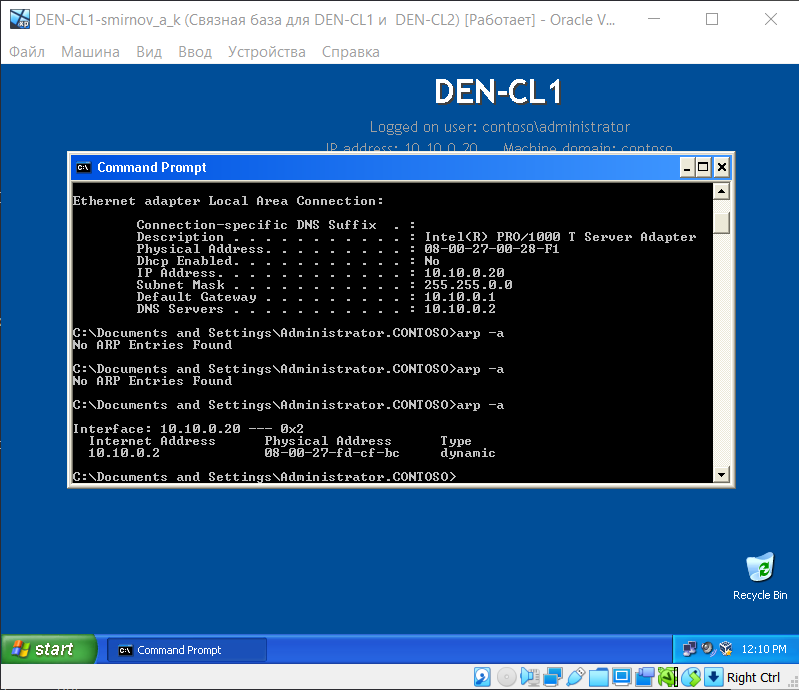 DEN-CL1-smirnov_a_k (Связная база для DEN-CL1 и  DEN-CL2) [Работает] - Oracle V...
Файл Машина Вид Ввод Устройства Справка
DEN-CL1
Logged on user: contoso\administrator
IP address: 10.10.0.20 Machine domain: contoso
Command Prompt
Ethernet adapter Local Area Connection:
Connection-specific DNS Suffix  . :
Description . . . . . . . . . . . : Intel(R) PRO/1000 T Server Adapter
Physical Address. . . . . . . . . : 08-00-27-00-28-F1
Dhcp Enabled. . . . . . . . . . . : No
IP Address. . . . . . . . . . . . : 10.10.0.20
Subnet Mask . . . . . . . . . . . : 255.255.0.0
Default Gateway . . . . . . . . . : 10.10.0.1
DNS Servers . . . . . . . . . . . : 10.10.0.2
C:\Documents and Settings\Administrator.CONTOSO>arp -a
No ARP Entries Found
C:\Documents and Settings\Administrator.CONTOSO>arp -a
No ARP Entries Found
C:\Documents and Settings\Administrator.CONTOSO>arp -a
Interface: 10.10.0.20 --- 0x2
Internet Address      Physical Address      Type
10.10.0.2             08-00-27-fd-cf-bc     dynamic
C:\Documents and Settings\Administrator.CONTOSO>
Recycle Bin
start Command Prompt 12:10 PM
Right Ctrl